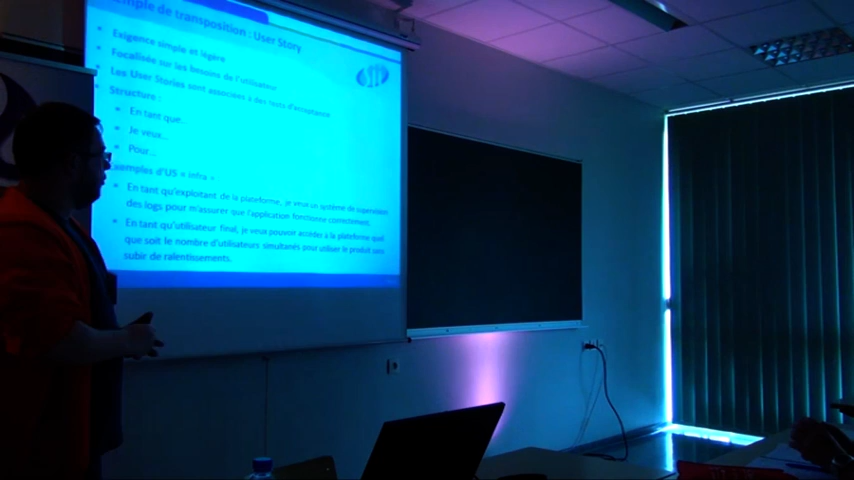 mple de transposition : User Story
Exigence simple et légère
Focalisée sur les besoins de l'utilisateur
Les User Stories sont associées à des tests d'acceptance
Structure :
En tant que...
Je veux...
Pour...
xemples d'US « Infra »
En tant qu'exploitant de la plateforme, je veux un système de supervision
des logs pour m'assurer que l'application fonctionne correctement.
En tant qu'utilisateur final, je veux pouvoir accéder à la plateforme quel
que soit le nombre d'utilisateurs simultanés pour utiliser le produit sans
subir de ralentissements.